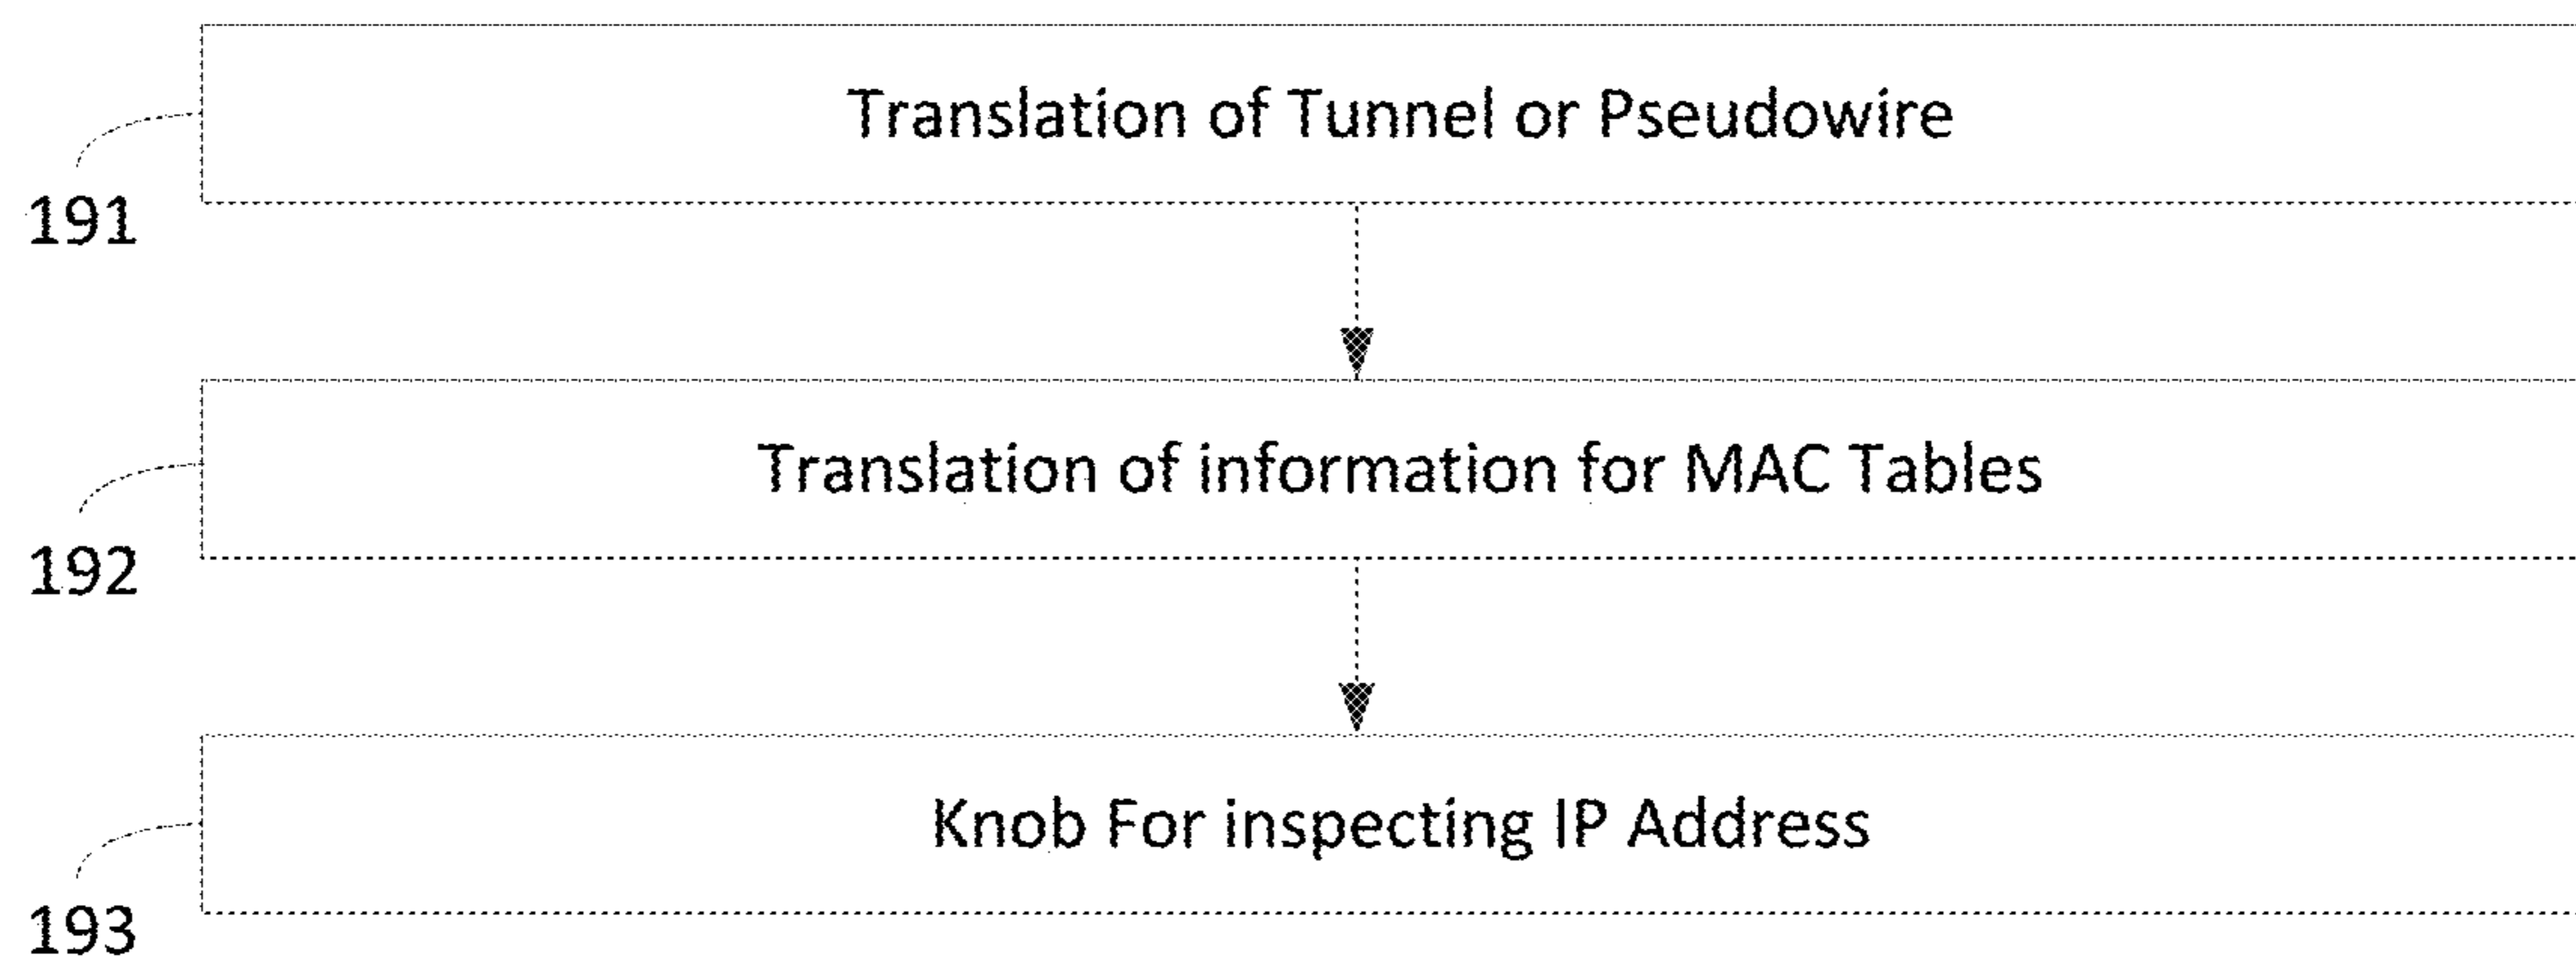 Translation of Tunnel or Pseudowire
191
Translation of information for MAC Tables
192
Knob For inspecting IP Address
193